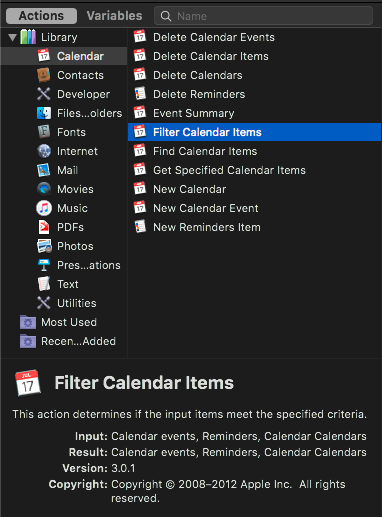 Actions Variables Name
Library
Calendar
Contacts
Developer
Files...olders
Fonts
Internet
Mail
Movies
Music
PDFs
Photos
Pres...ations
Text
Utilities
Most Used
Recen...Added
Delete Calendar Events
Delete Calendar Items
Delete Calendars
Delete Reminders
Event Summary
Filter Calendar Items
Find Calendar Items
Get Specified Calendar Items
New Calendar
New Calendar Event
New Reminders Item
JUL
17
Filter Calendar Items
This action determines if the input items meet the specified criteria.
Input: Calendar events, Reminders, Calendar Calendars
Result: Calendar events, Reminders, Calendar Calendars
Version: 3.0.1
Copyright: Copyright © 2008–2012 Apple Inc. All rights
reserved.